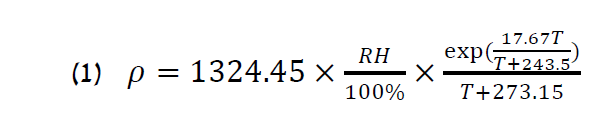 (1) ρ = 1324.45 × RH/100% × exp(17.67T/T+243.5)/T+273.15